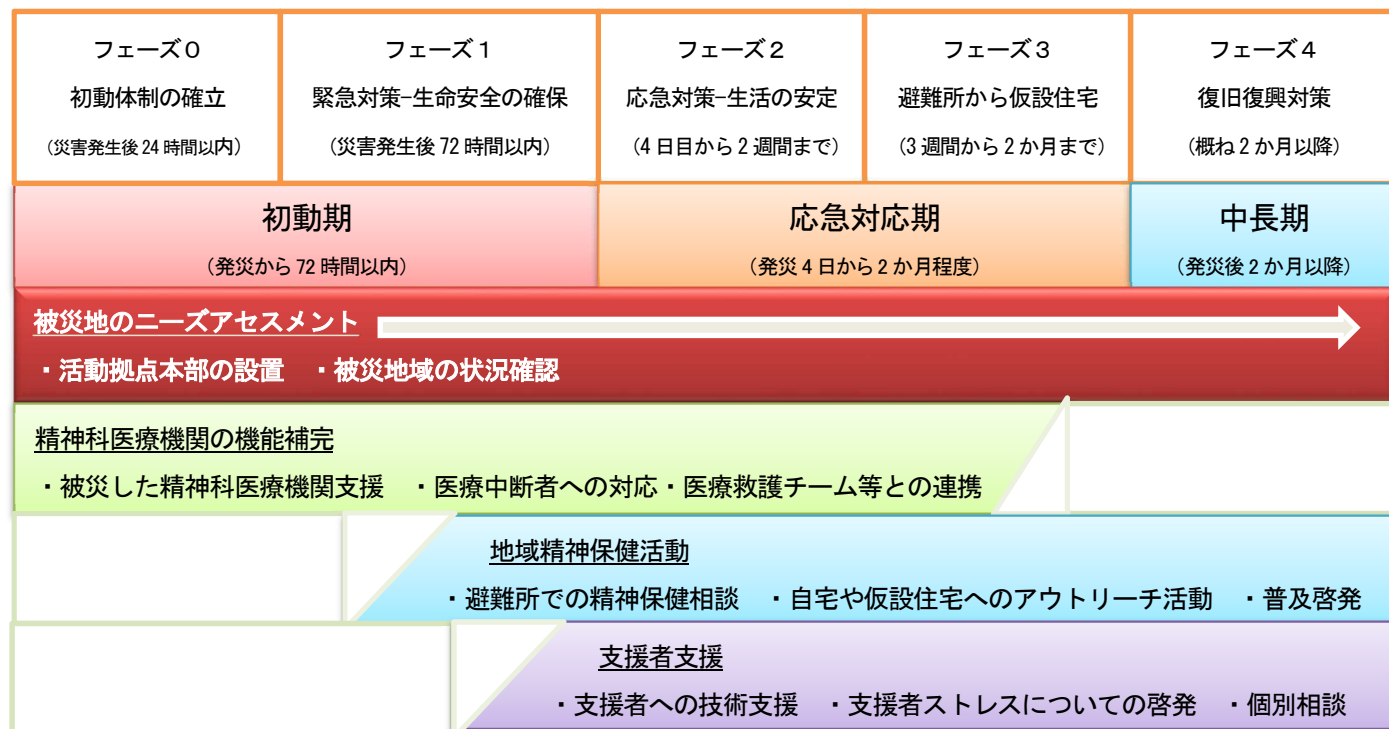 フェーズ０
初動体制の確立
（災害発生後 24 時間以内）
フェーズ１
緊急対策−生命安全の確保
（災害発生後 72 時間以内）
フェーズ２
応急対策−生活の安定
（4 日目から 2 週間まで）
フェーズ３
避難所から仮設住宅
（3 週間から 2 か月まで）
フェーズ４
復旧復興対策
（概ね 2 か月以降）
初動期
（発災から 72 時間以内）
応急対応期
（発災 4 日から 2 か月程度）
中長期
（発災後 2 か月以降）
被災地のニーズアセスメント
・活動拠点本部の設置　・被災地域の状況確認
精神科医療機関の機能補完
・被災した精神科医療機関支援　・医療中断者への対応・医療救護チーム等との連携
地域精神保健活動
・避難所での精神保健相談　・自宅や仮設住宅へのアウトリーチ活動　・普及啓発
支援者支援
・支援者への技術支援　・支援者ストレスについての啓発　・個別相談